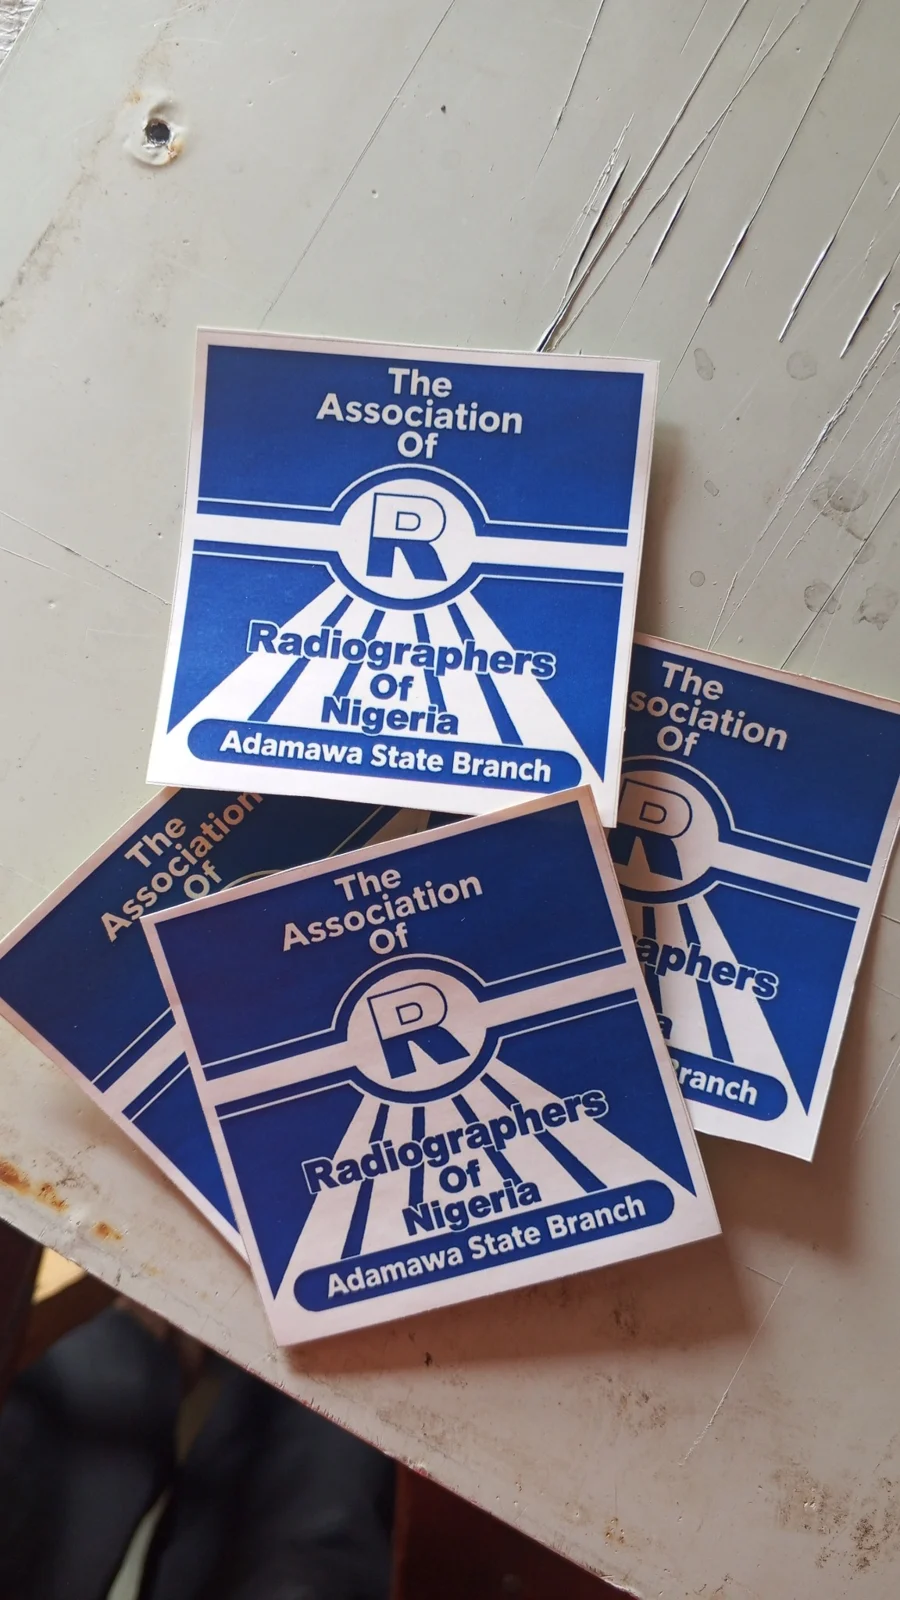 The
Association
Of
R
Radiographers
Of
Nigeria
Adamawa State Branch
The
sociation
Of
R
aphers
a
Branch
The
Association
Of
The
Association
Of
R
Radiographers
Of
Nigeria
Adamawa State Branch